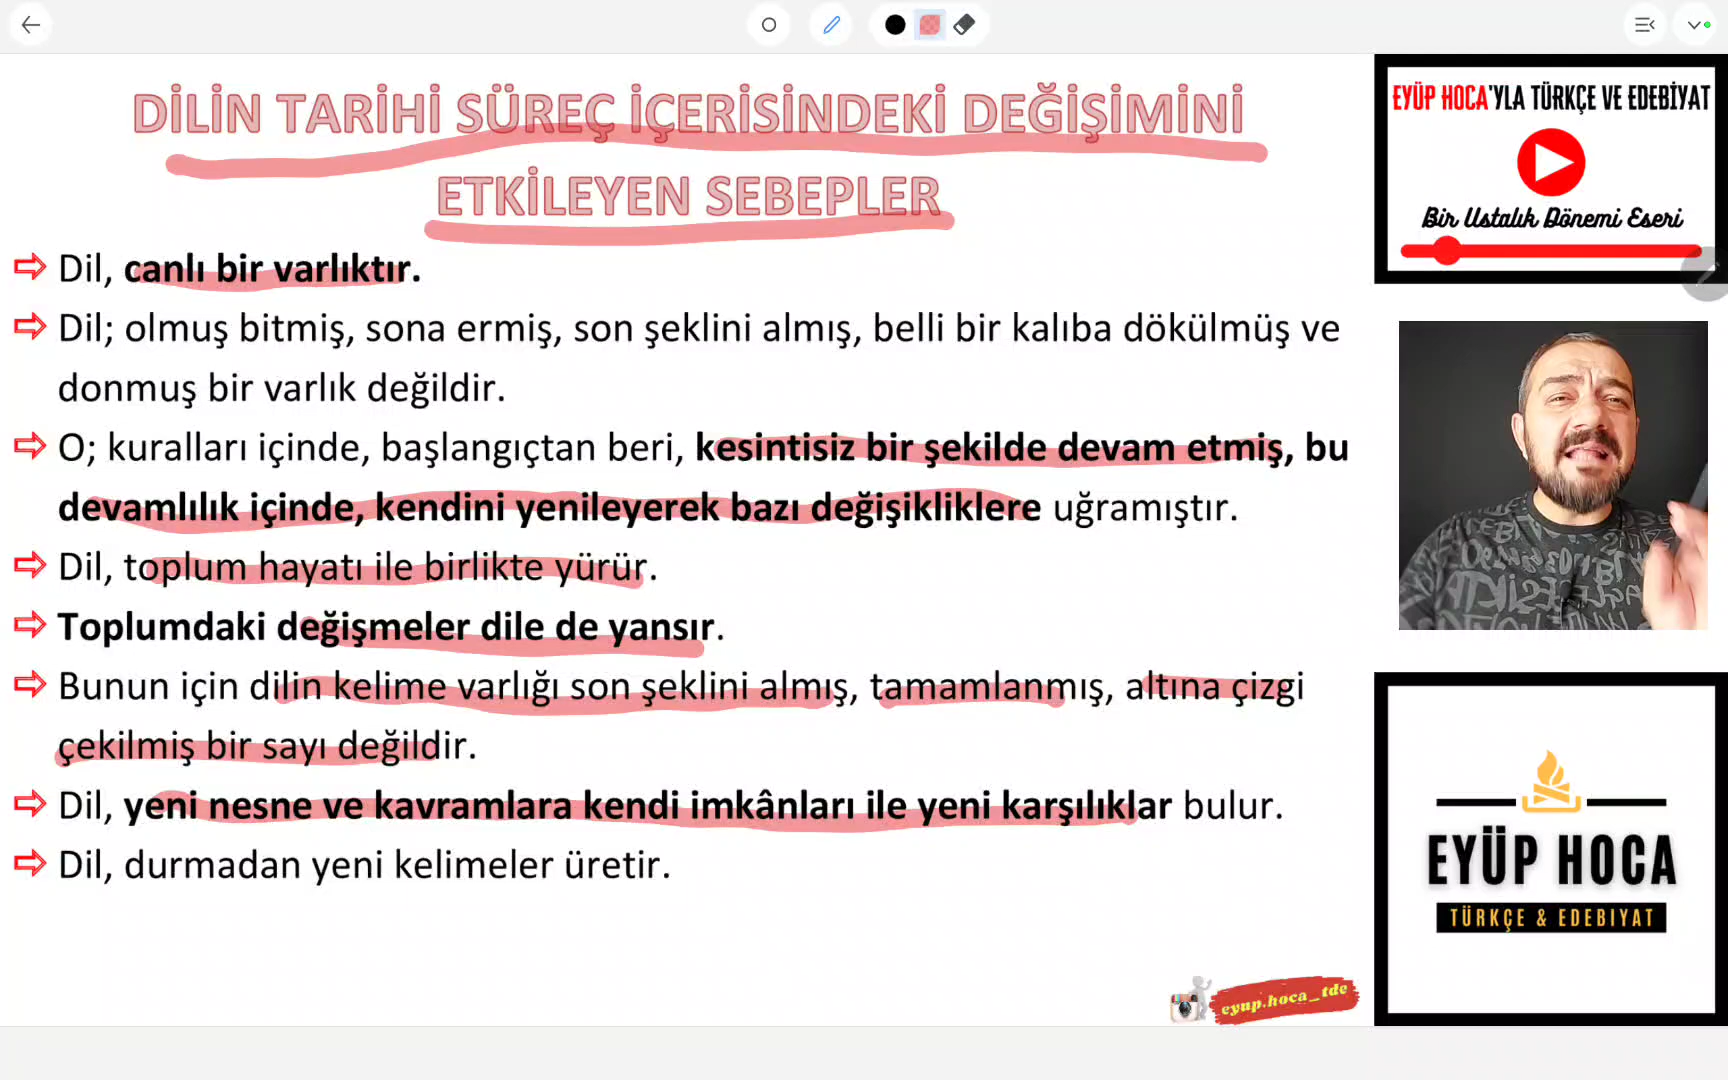 DİLİN TARİHİ SÜREÇ İÇERİSİNDEKİ DEĞİŞİMİNİ
ETKİLEYEN SEBEPLER
Dil, canlı bir varlıktır.
Dil; olmuş bitmiş, sona ermiş, son şeklini almış, belli bir kalıba dökülmüş ve
donmuş bir varlık değildir.
O; kuralları içinde, başlangıçtan beri, kesintisiz bir şekilde devam etmiş, bu
devamlılık içinde, kendini yenileyerek bazı değişikliklere uğramıştır.
Dil, toplum hayatı ile birlikte yürür.
Toplumdaki değişmeler dile de yansır.
Bunun için dilin kelime varlığı son şeklini almış, tamamlanmış, altına çizgi
çekilmiş bir sayı değildir.
Dil, yeni nesne ve kavramlara kendi imkânları ile yeni karşılıklar bulur.
Dil, durmadan yeni kelimeler üretir.
eyup.hoca_tde
EYÜP HOCA'YLA TÜRKÇE VE EDEBİYAT
Bir Ustalık Dönemi Eseri
EYÜP HOCA
TÜRKÇE & EDEBIYAT